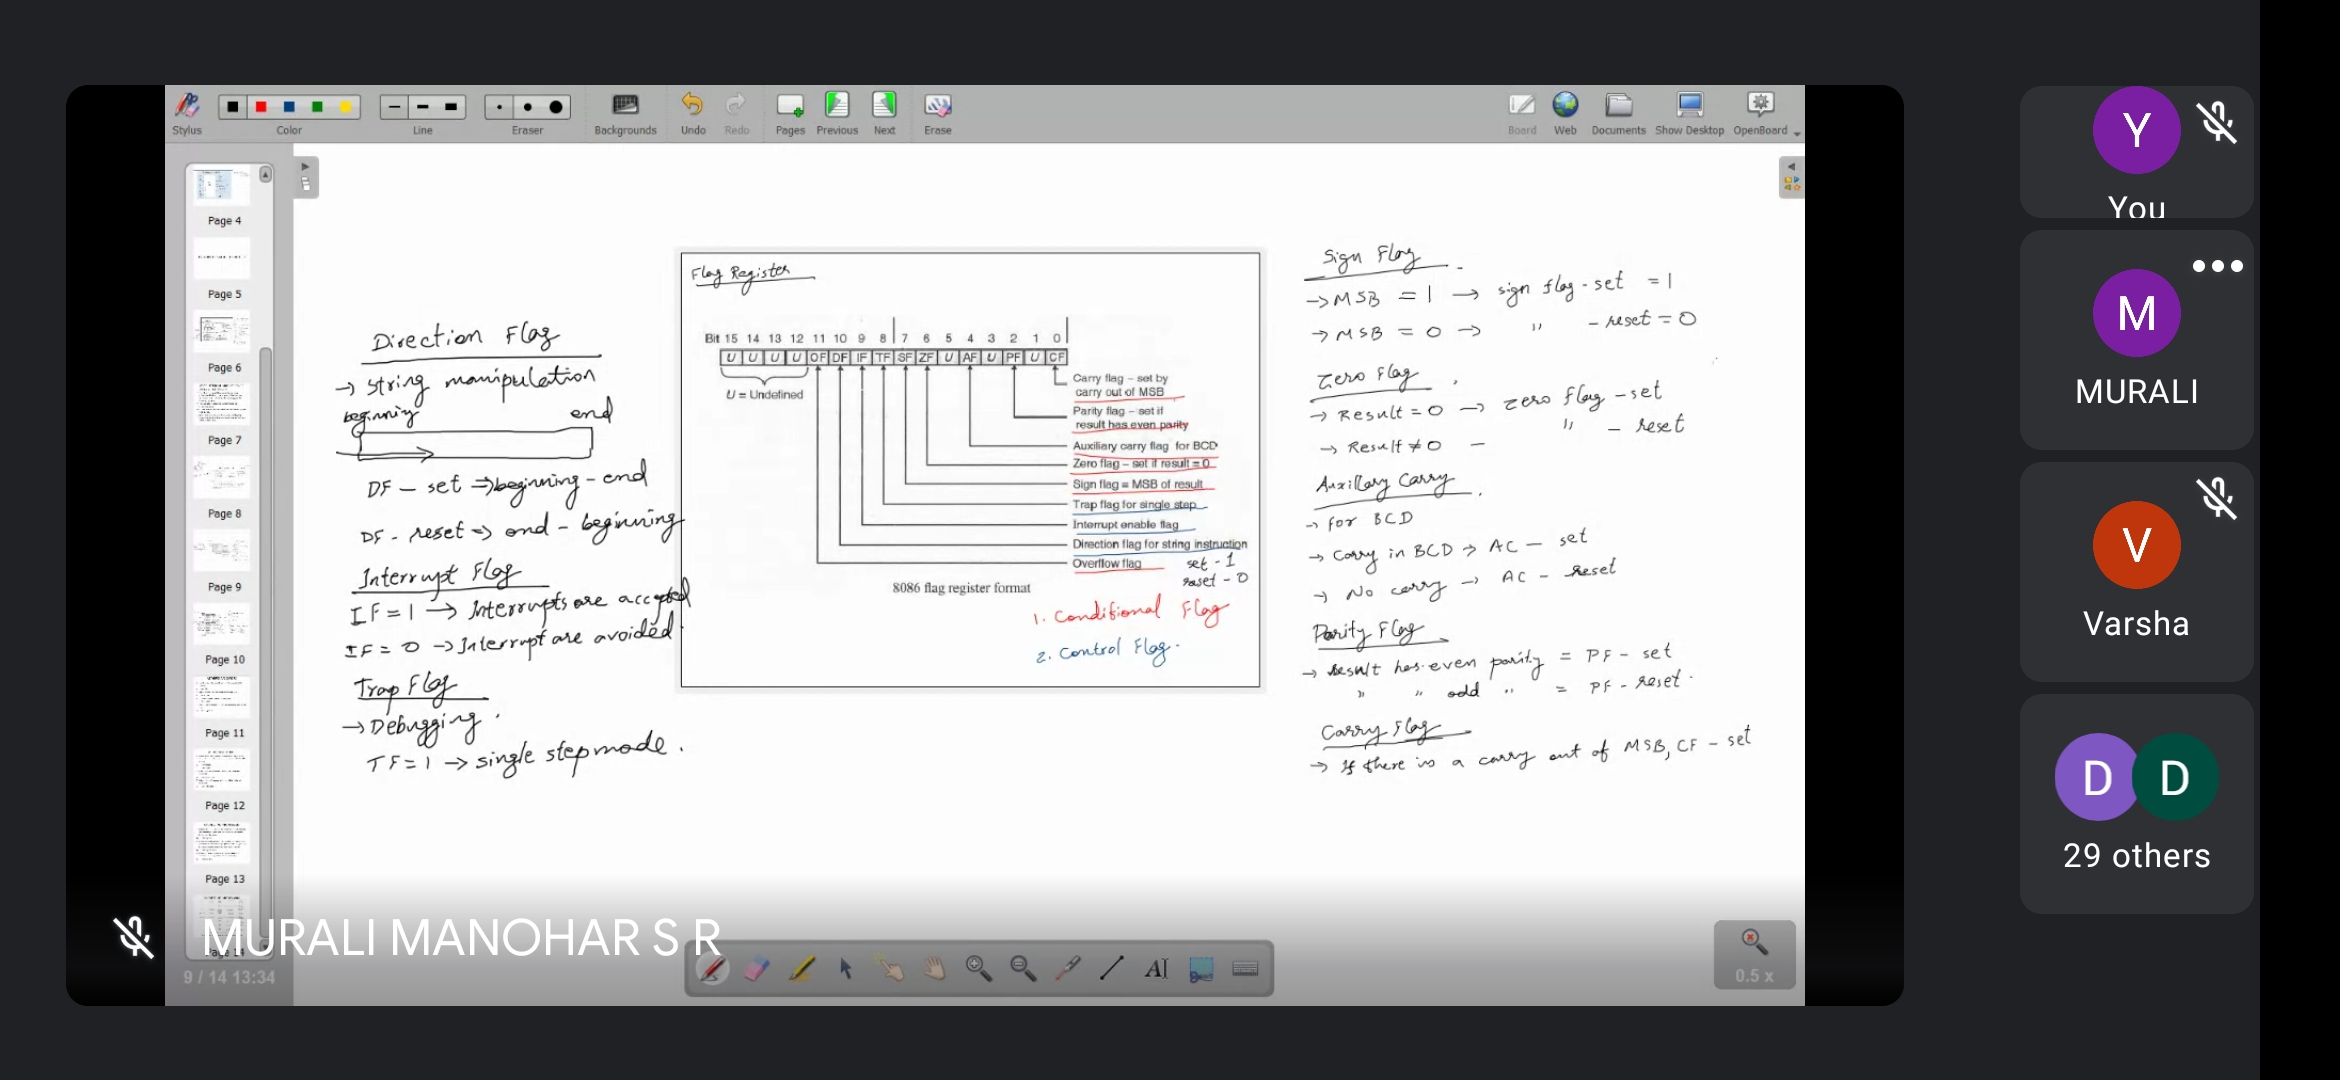 Stylus
Color
Line
Eraser
Backgrounds
Undo
Redo
Pages
Previous
Next
Erase
Board
Web
Documents
Show Desktop
OpenBoard
Page 4
Page 5
Page 6
Page 7
Page 8
Page 9
Page 10
Page 11
Page 12
Page 13
Page 14
9 / 14 13:34
Direction Flag
→ String manipulation
beginning end
DF - set ⇒ beginning - end
DF - reset ⇒ end - beginning
Interrupt Flag
IF = 1 → Interrupts are accepted
IF = 0 → Interrupt are avoided.
Trap Flag
→ Debugging.
TF = 1 → single step mode.
Flag Register
Bit 15 14 13 12 11 10 9 8 7 6 5 4 3 2 1 0
U U U U OF DF IF TF SF ZF U AF U PF U CF
U = Undefined
Carry flag – set by
carry out of MSB
Parity flag – set if
result has even parity
Auxiliary carry flag for BCD
Zero flag – set if result = 0
Sign flag = MSB of result
Trap flag for single step
Interrupt enable flag
Direction flag for string instruction
Overflow flag
set - 1
reset - 0
8086 flag register format
1. Conditional Flag
2. Control Flag.
Sign Flag
→ MSB = 1 → sign flag - set = 1
→ MSB = 0 → " - reset = 0
Zero Flag
→ Result = 0 → zero flag - set
→ Result ≠ 0 - " - reset
Auxillary Carry
→ for BCD
→ Carry in BCD → AC - set
→ No carry → AC - reset
Parity Flag
→ Result has even parity = PF - set
" " odd " = PF - reset.
Carry Flag
→ If there is a carry out of MSB, CF - set
MURALI MANOHAR S R
0.5 x
Y
You
M
MURALI
V
Varsha
D D
29 others